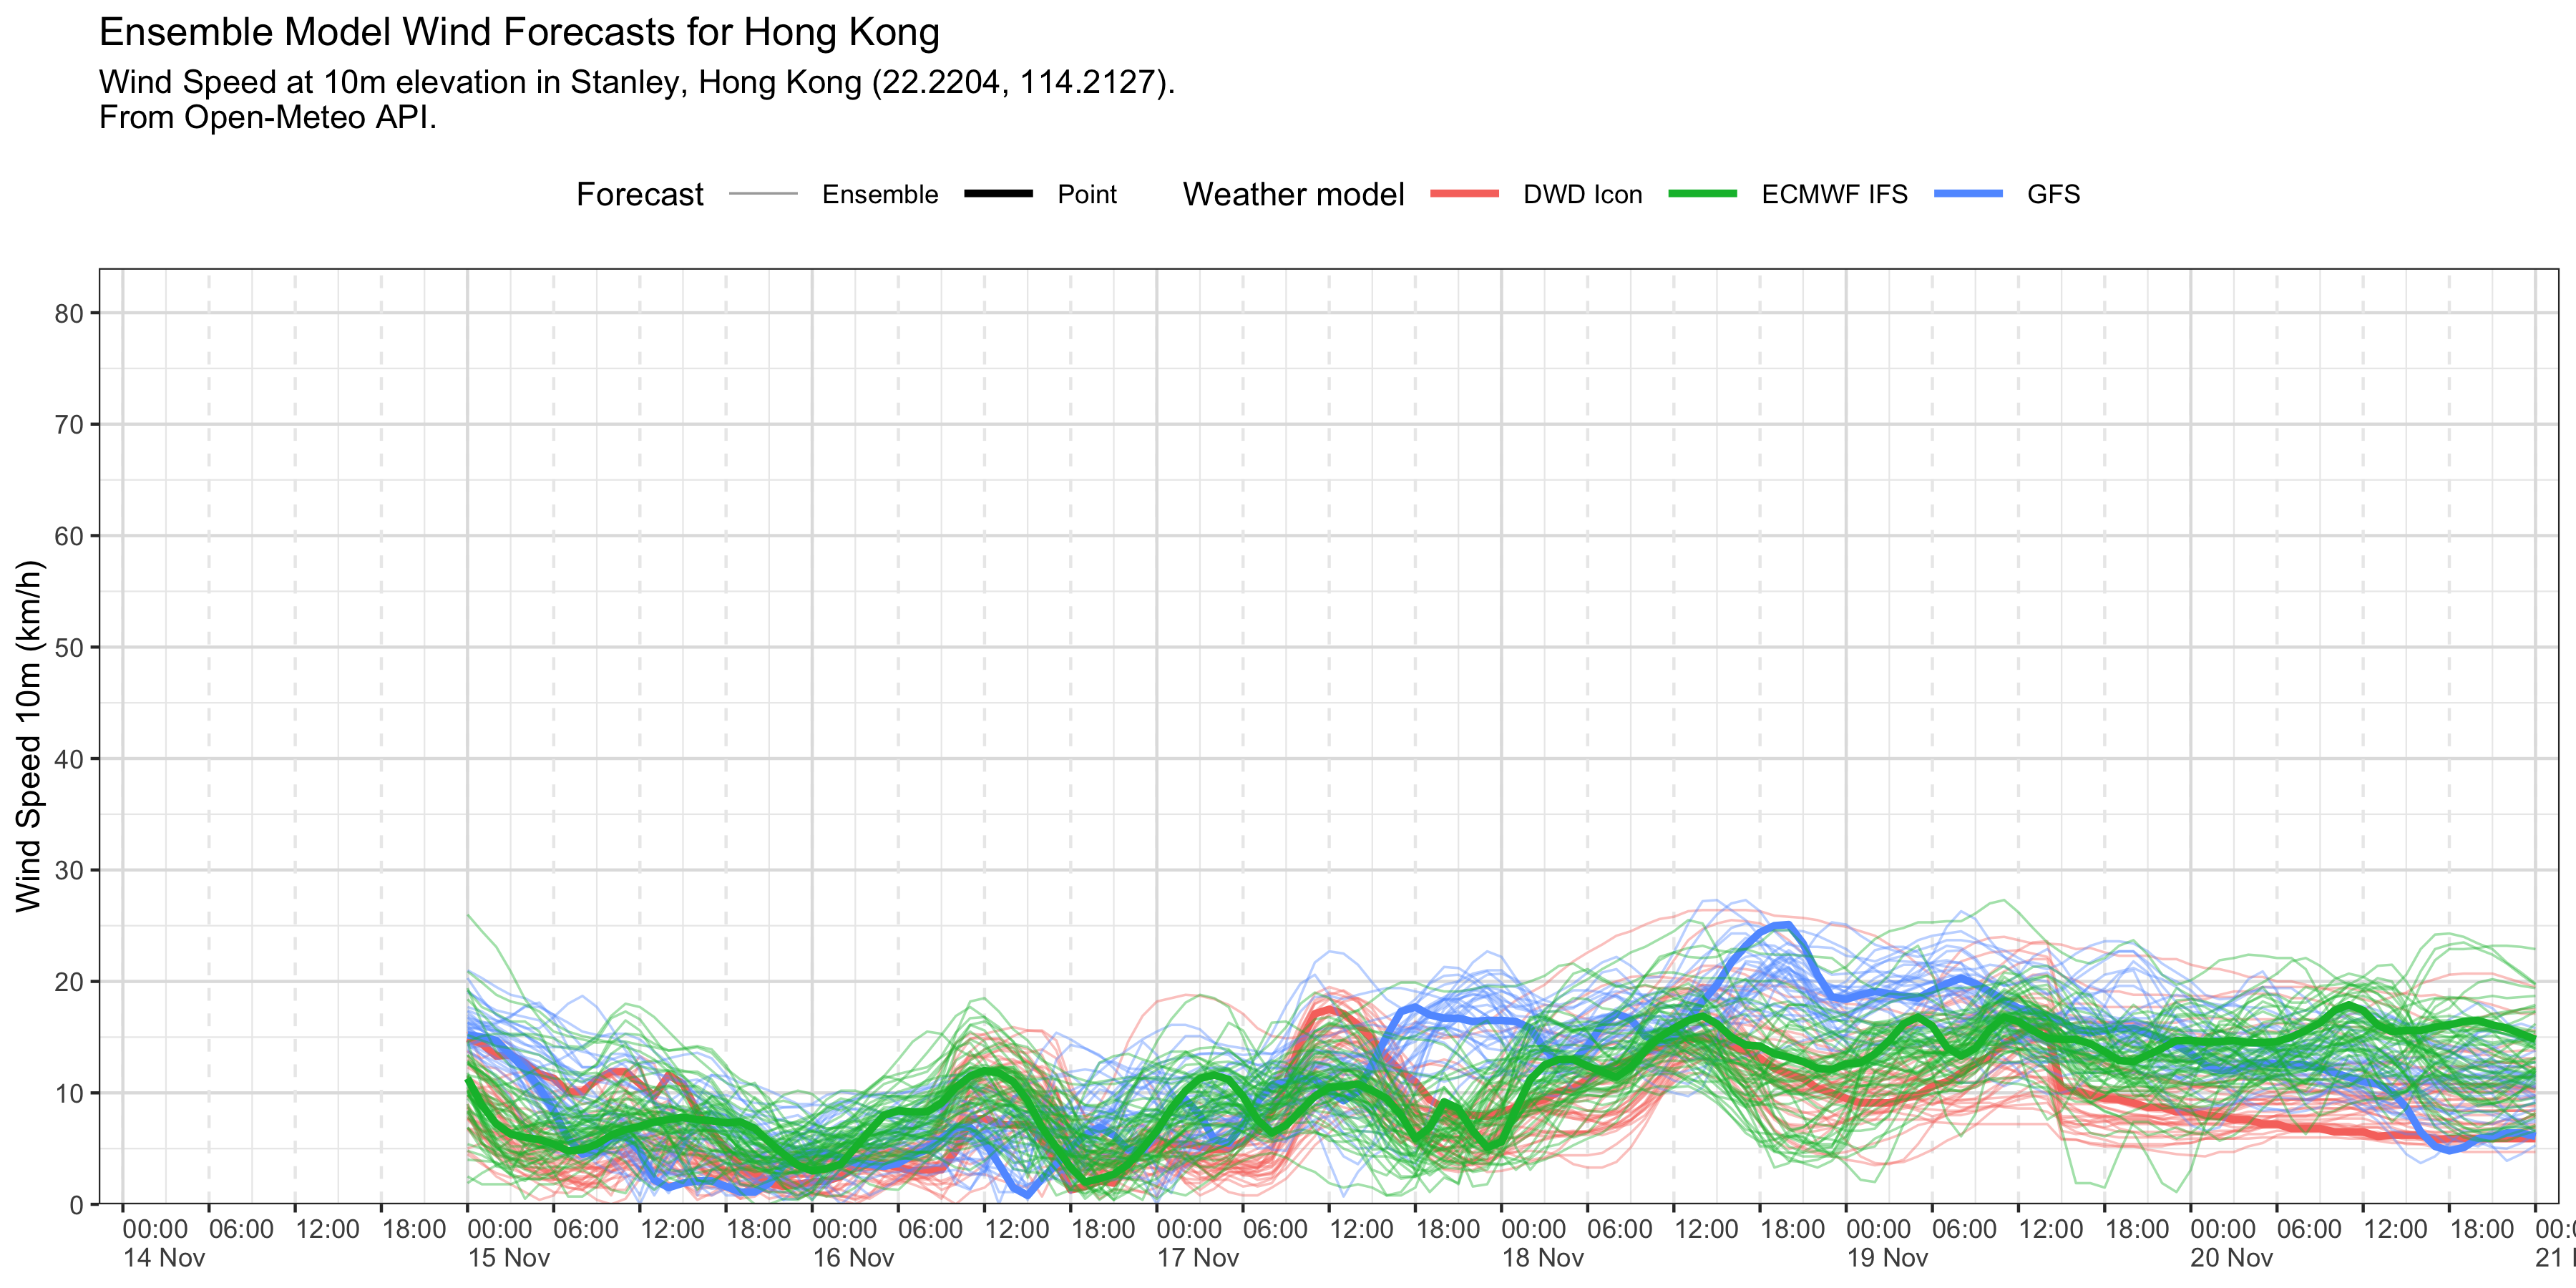 Ensemble Model Wind Forecasts for Hong Kong
Wind Speed at 10m elevation in Stanley, Hong Kong (22.2204, 114.2127).
From Open-Meteo API.
Forecast Ensemble Point Weather model DWD Icon ECMWF IFS GFS
Wind Speed 10m (km/h)
80
70
60
50
40
30
20
10
0
00:00 06:00 12:00 18:00 00:00 06:00 12:00 18:00 00:00 06:00 12:00 18:00 00:00 06:00 12:00 18:00 00:00 06:00 12:00 18:00 00:00 06:00 12:00 18:00 00:00 06:00 12:00 18:00
14 Nov 15 Nov 16 Nov 17 Nov 18 Nov 19 Nov 20 Nov 21